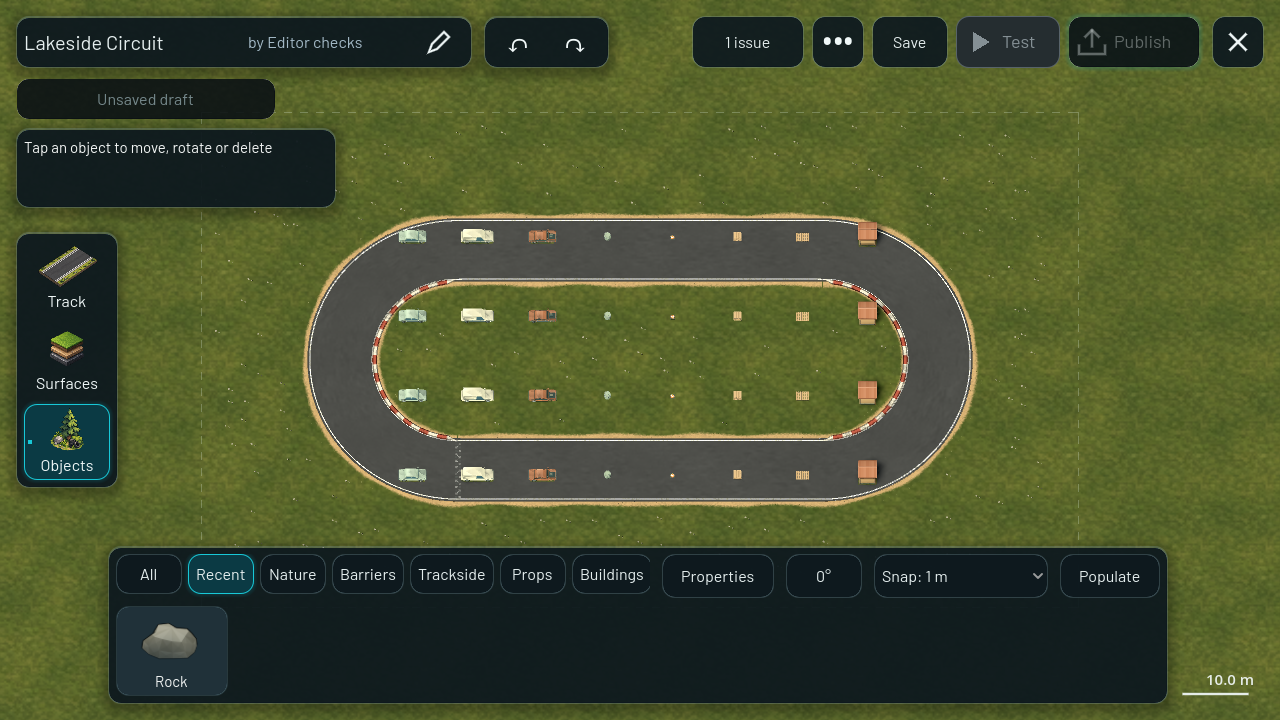 Lakeside Circuit
by Editor checks
1 issue
•••
Save
Test
Publish
Unsaved draft
Tap an object to move, rotate or delete
Track
Surfaces
Objects
All
Recent
Nature
Barriers
Trackside
Props
Buildings
Properties
0°
Snap: 1 m
Populate
Rock
10.0 m